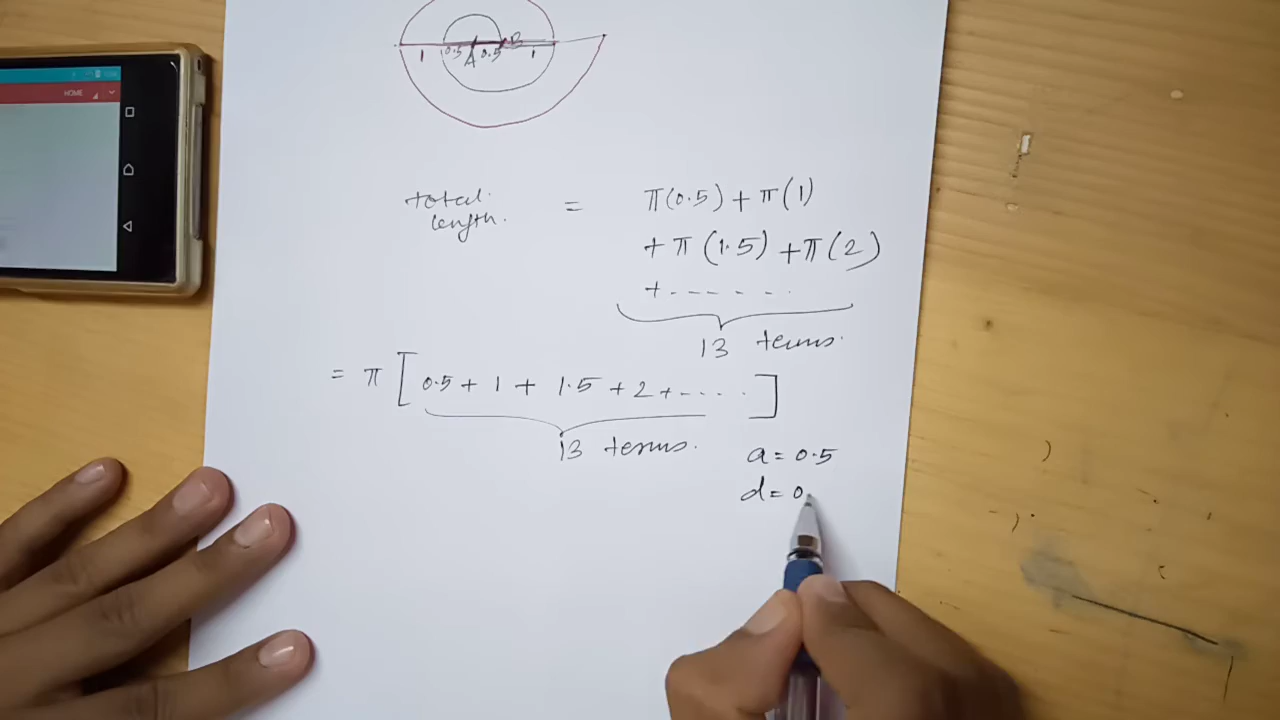 HOME
1 0.5 A 0.5 B 1
total length. = π(0.5) + π(1)
+ π(1.5) + π(2)
+ - - - - - -
13 terms.
= π [ 0.5 + 1 + 1.5 + 2 + - - - - . ]
13 terms.
a = 0.5
d = 0.